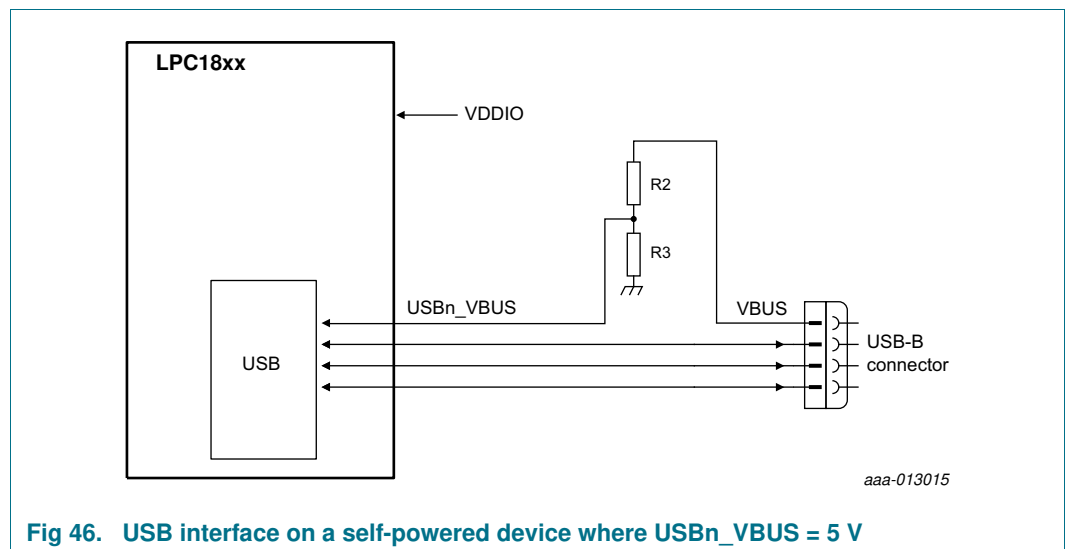 LPC18xx
VDDIO
R2
R3
USBn_VBUS
VBUS
USB
USB-B
connector
aaa-013015
Fig 46. USB interface on a self-powered device where USBn_VBUS = 5 V